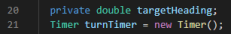 20 private double targetHeading;
21 Timer turnTimer = new Timer();